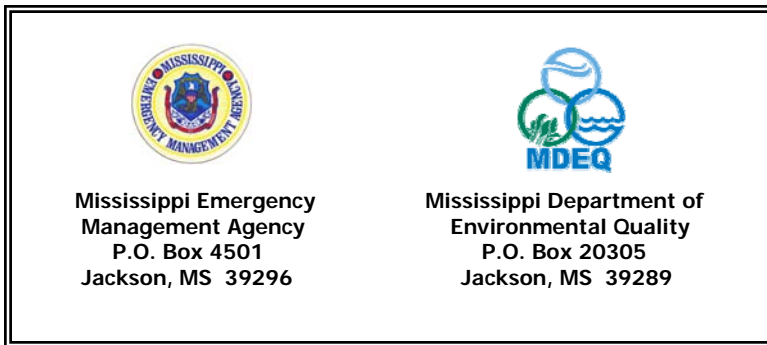 MISSISSIPPI
EMERGENCY MANAGEMENT AGENCY
MDEQ
Mississippi Emergency
Management Agency
P.O. Box 4501
Jackson, MS 39296
Mississippi Department of
Environmental Quality
P.O. Box 20305
Jackson, MS 39289